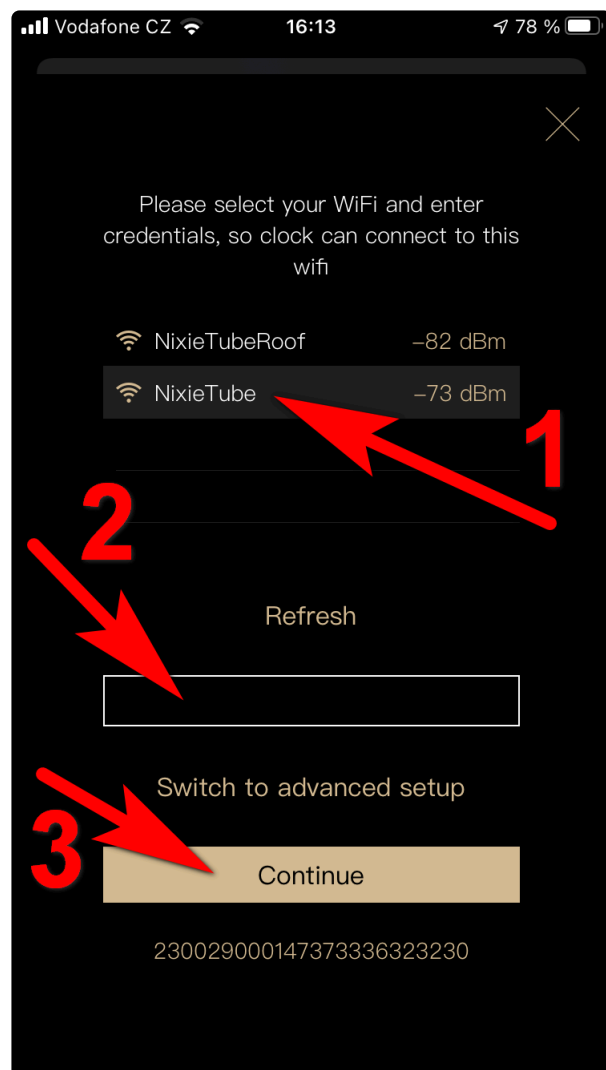 Vodafone CZ 16:13 78 %
Please select your WiFi and enter
credentials, so clock can connect to this
wifi
NixieTubeRoof -82 dBm
NixieTube -73 dBm
1
2
Refresh
Switch to advanced setup
3
Continue
230029000147373336323230